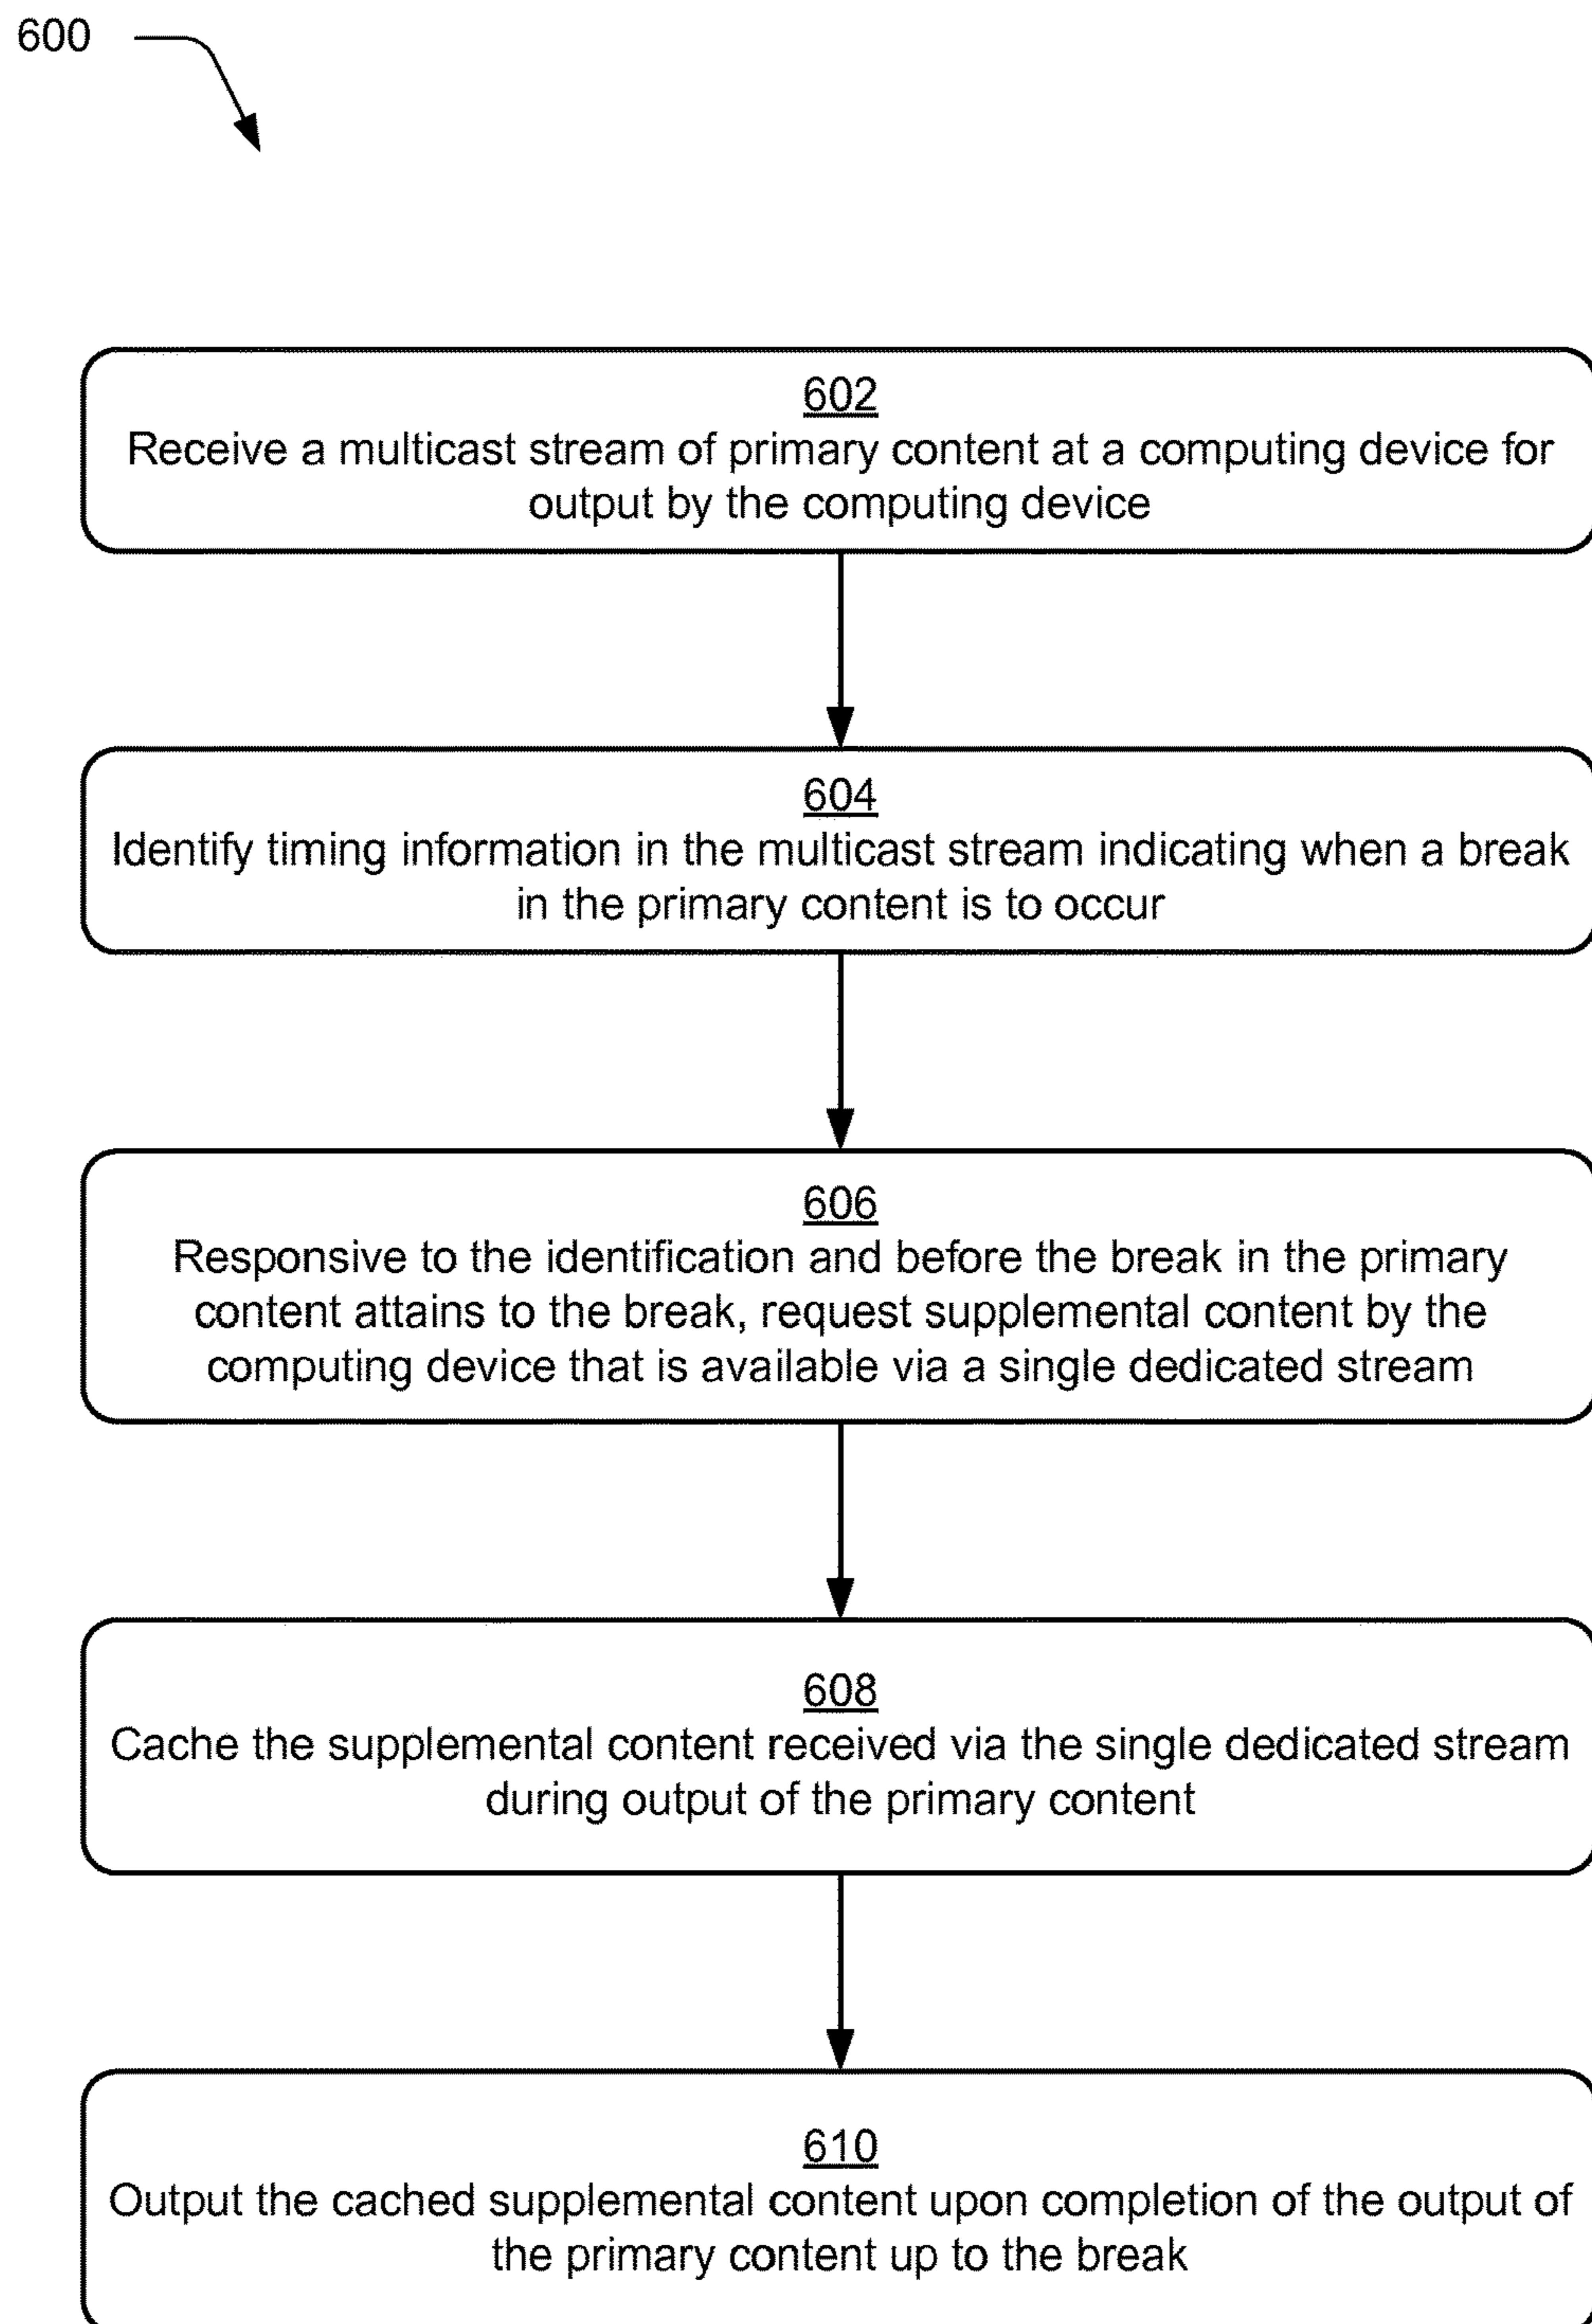 600
602
Receive a multicast stream of primary content at a computing device for
output by the computing device
604
Identify timing information in the multicast stream indicating when a break
in the primary content is to occur
606
Responsive to the identification and before the break in the primary
content attains to the break, request supplemental content by the
computing device that is available via a single dedicated stream
608
Cache the supplemental content received via the single dedicated stream
during output of the primary content
610
Output the cached supplemental content upon completion of the output of
the primary content up to the break